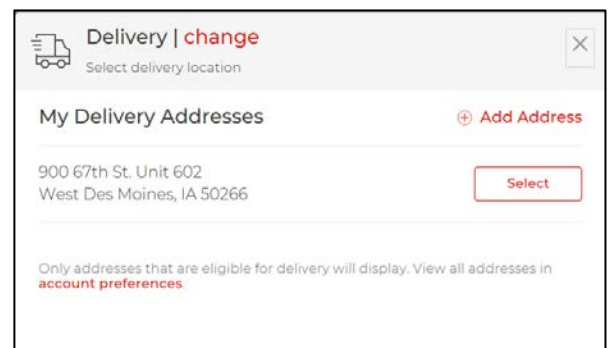 Delivery | change
Select delivery location
My Delivery Addresses
Add Address
900 67th St. Unit 602
West Des Moines, IA 50266
Select
Only addresses that are eligible for delivery will display. View all addresses in
account preferences.